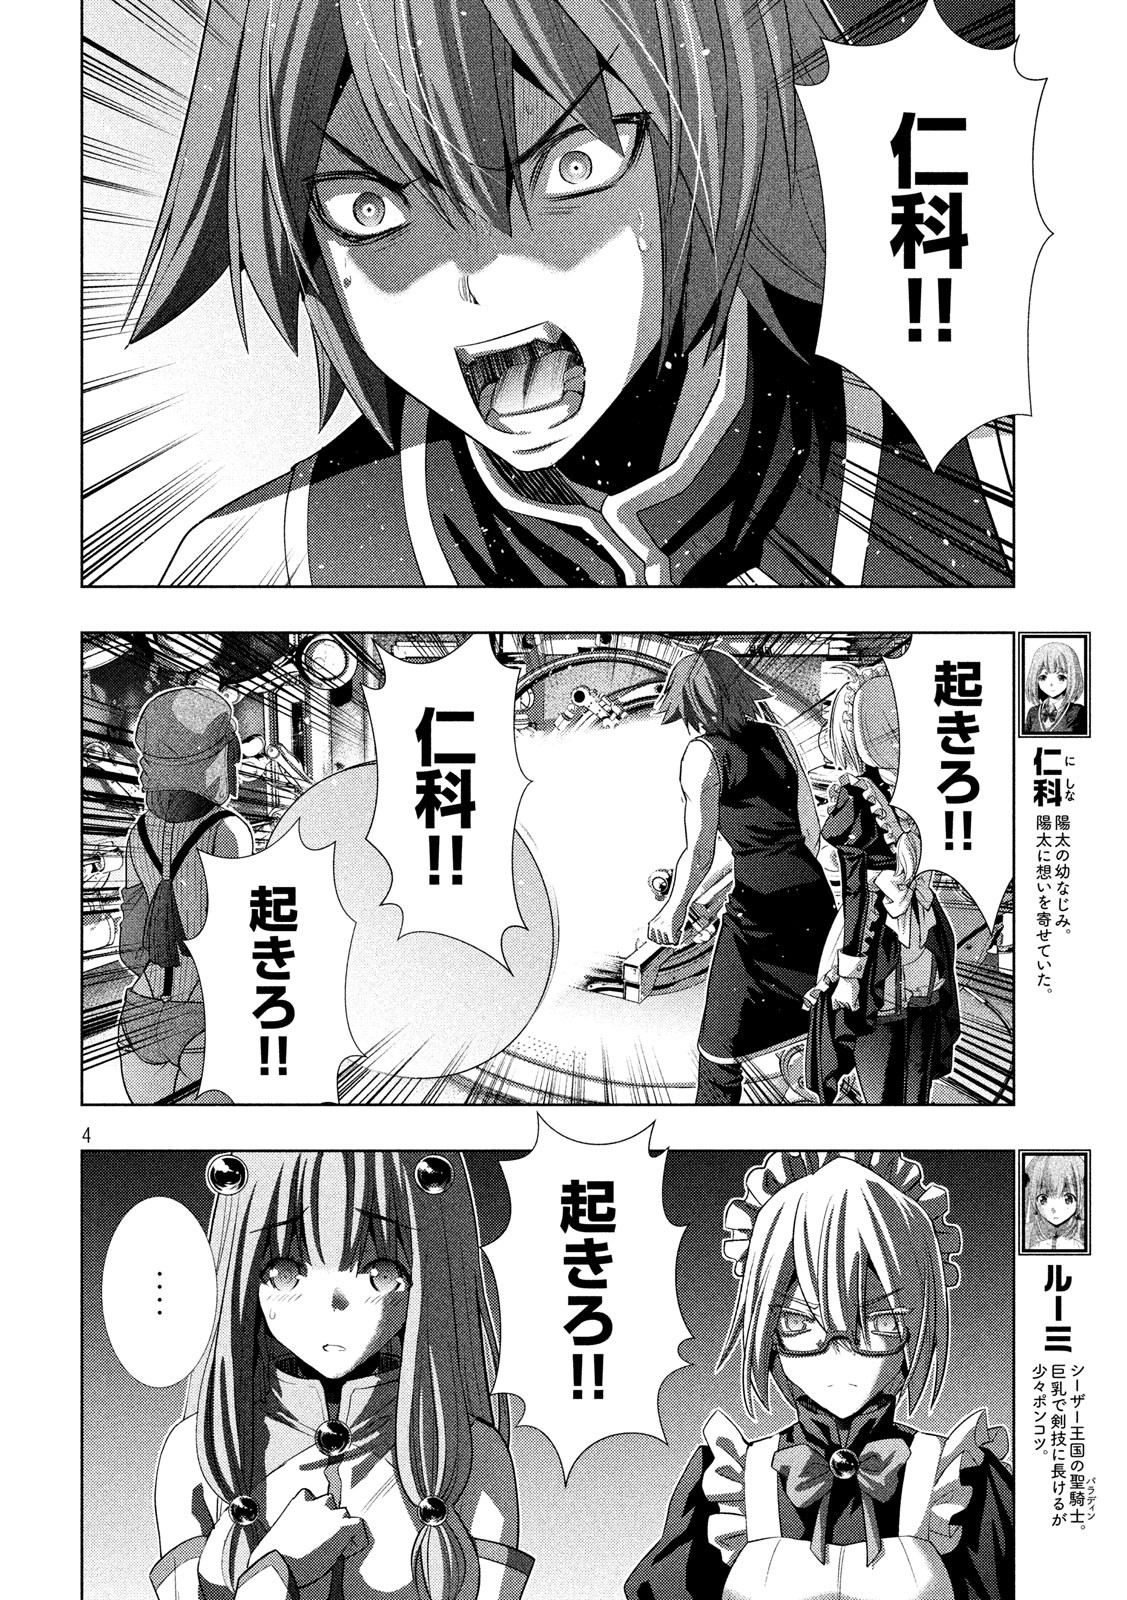 仁科!!
起きろ!!
仁科!!
起きろ!!
仁科
にしな
陽太の幼なじみ。
陽太に想いを寄せていた。
4
起きろ!!
…
ルーミ
シーザー王国の聖騎士。
パラディン
巨乳で剣技に長けるが
少々ポンコツ。